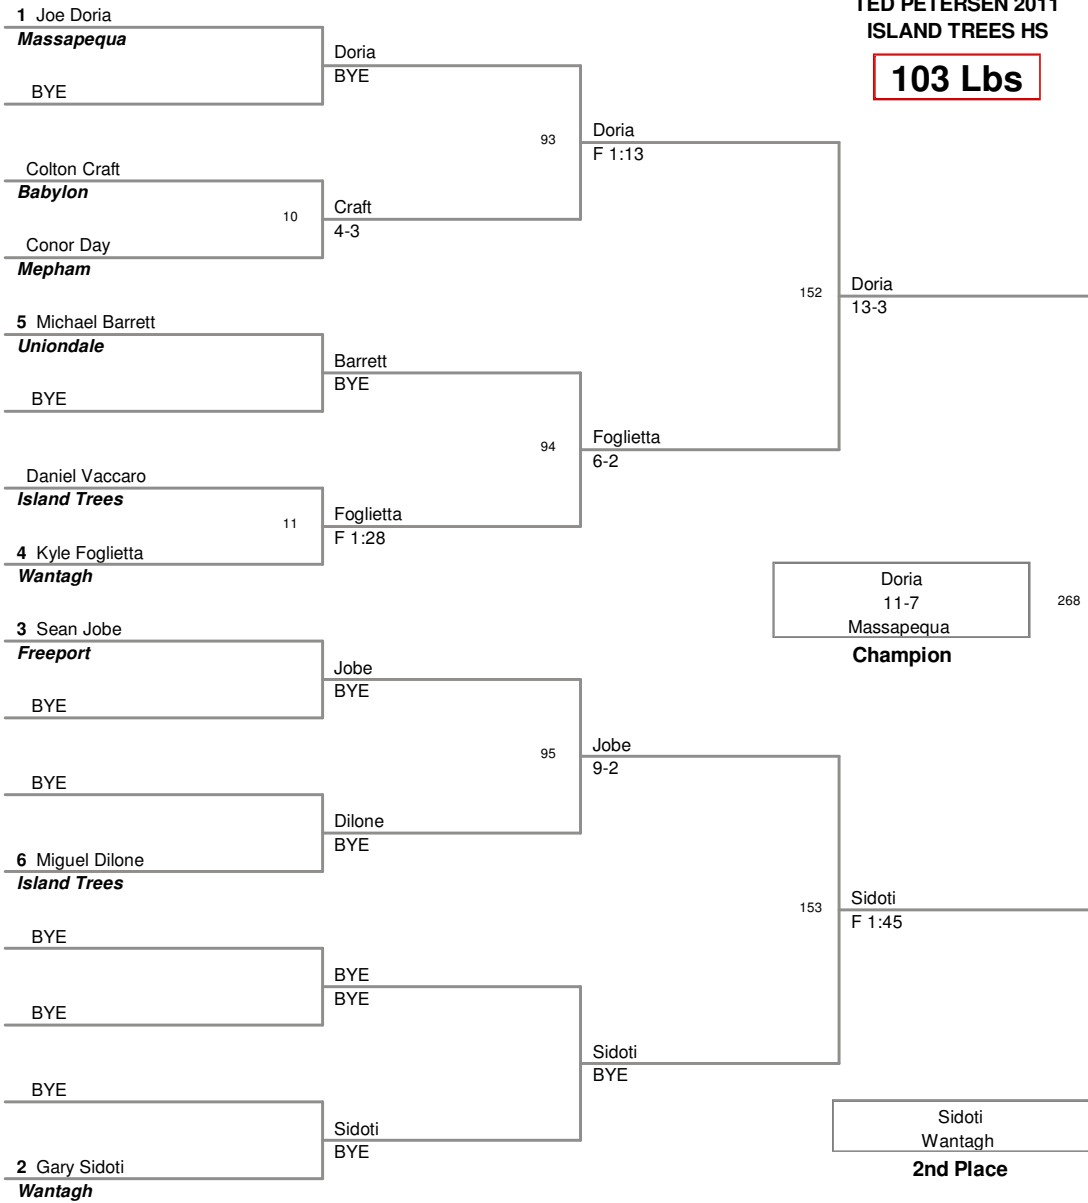 TED PETERSEN 2011
ISLAND TREES HS
103 Lbs
1 Joe Doria
Massapequa
BYE
Colton Craft
Babylon
Conor Day
Mepham
5 Michael Barrett
Uniondale
BYE
Daniel Vaccaro
Island Trees
4 Kyle Foglietta
Wantagh
3 Sean Jobe
Freeport
BYE
BYE
6 Miguel Dilone
Island Trees
BYE
BYE
BYE
2 Gary Sidoti
Wantagh
Doria
BYE
10
Craft
4-3
Barrett
BYE
11
Foglietta
F 1:28
Jobe
BYE
Dilone
BYE
BYE
BYE
Sidoti
BYE
93
Doria
F 1:13
94
Foglietta
6-2
95
Jobe
9-2
Sidoti
BYE
152
Doria
13-3
153
Sidoti
F 1:45
Doria
11-7
Massapequa
Champion
268
Sidoti
Wantagh
2nd Place